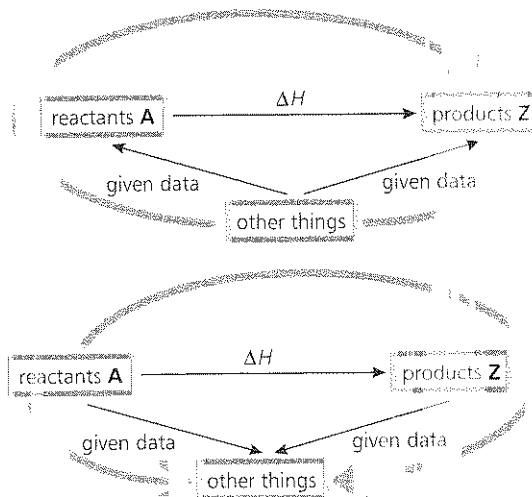 ΔH
reactants A
products Z
given data
given data
other things
ΔH
reactants A
products Z
given data
given data
other things